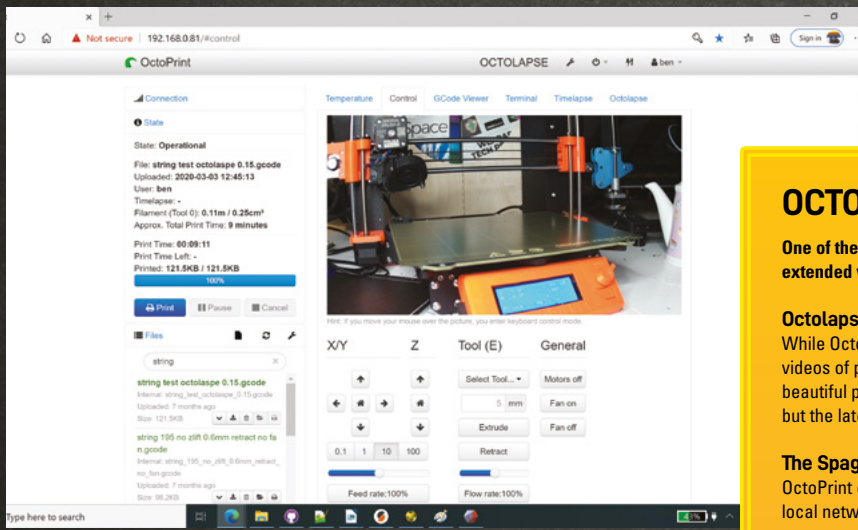 Not secure 192.168.0.81/#control
Sign in
OctoPrint
OCTOLAPSE
ben
Connection
State
State: Operational
File: string test octolaspe 0.15.gcode
Uploaded: 2020-03-03 12:45:13
User: ben
Timelapse: -
Filament (Tool 0): 0.11m / 0.25cm³
Approx. Total Print Time: 9 minutes
Print Time: 00:09:11
Print Time Left: -
Printed: 121.5KB / 121.5KB
100%
Print Pause Cancel
Files
string
string test octolaspe 0.15.gcode
Internal: string_test_octolaspe_0.15.gcode
Uploaded: 7 months ago
Size: 121.5KB
string 195 no zlift 0.6mm retract no fa
n.gcode
Internal: string_195_no_zlift_0.6mm_retract_
no_fan.gcode
Uploaded: 7 months ago
Size: 98.2KB
Temperature Control GCode Viewer Terminal Timelapse Octolapse
space
Hint: If you move your mouse over the picture, you enter keyboard control mode.
X/Y Z Tool (E) General
Select Tool... Motors off
5 mm Fan on
Extrude Fan off
0.1 1 10 100 Retract
Feed rate:100% Flow rate:100%
Type here to search
OCTO
One of the
extended
Octolaps
While Octo
videos of p
beautiful p
but the late
The Spag
OctoPrint
local netw